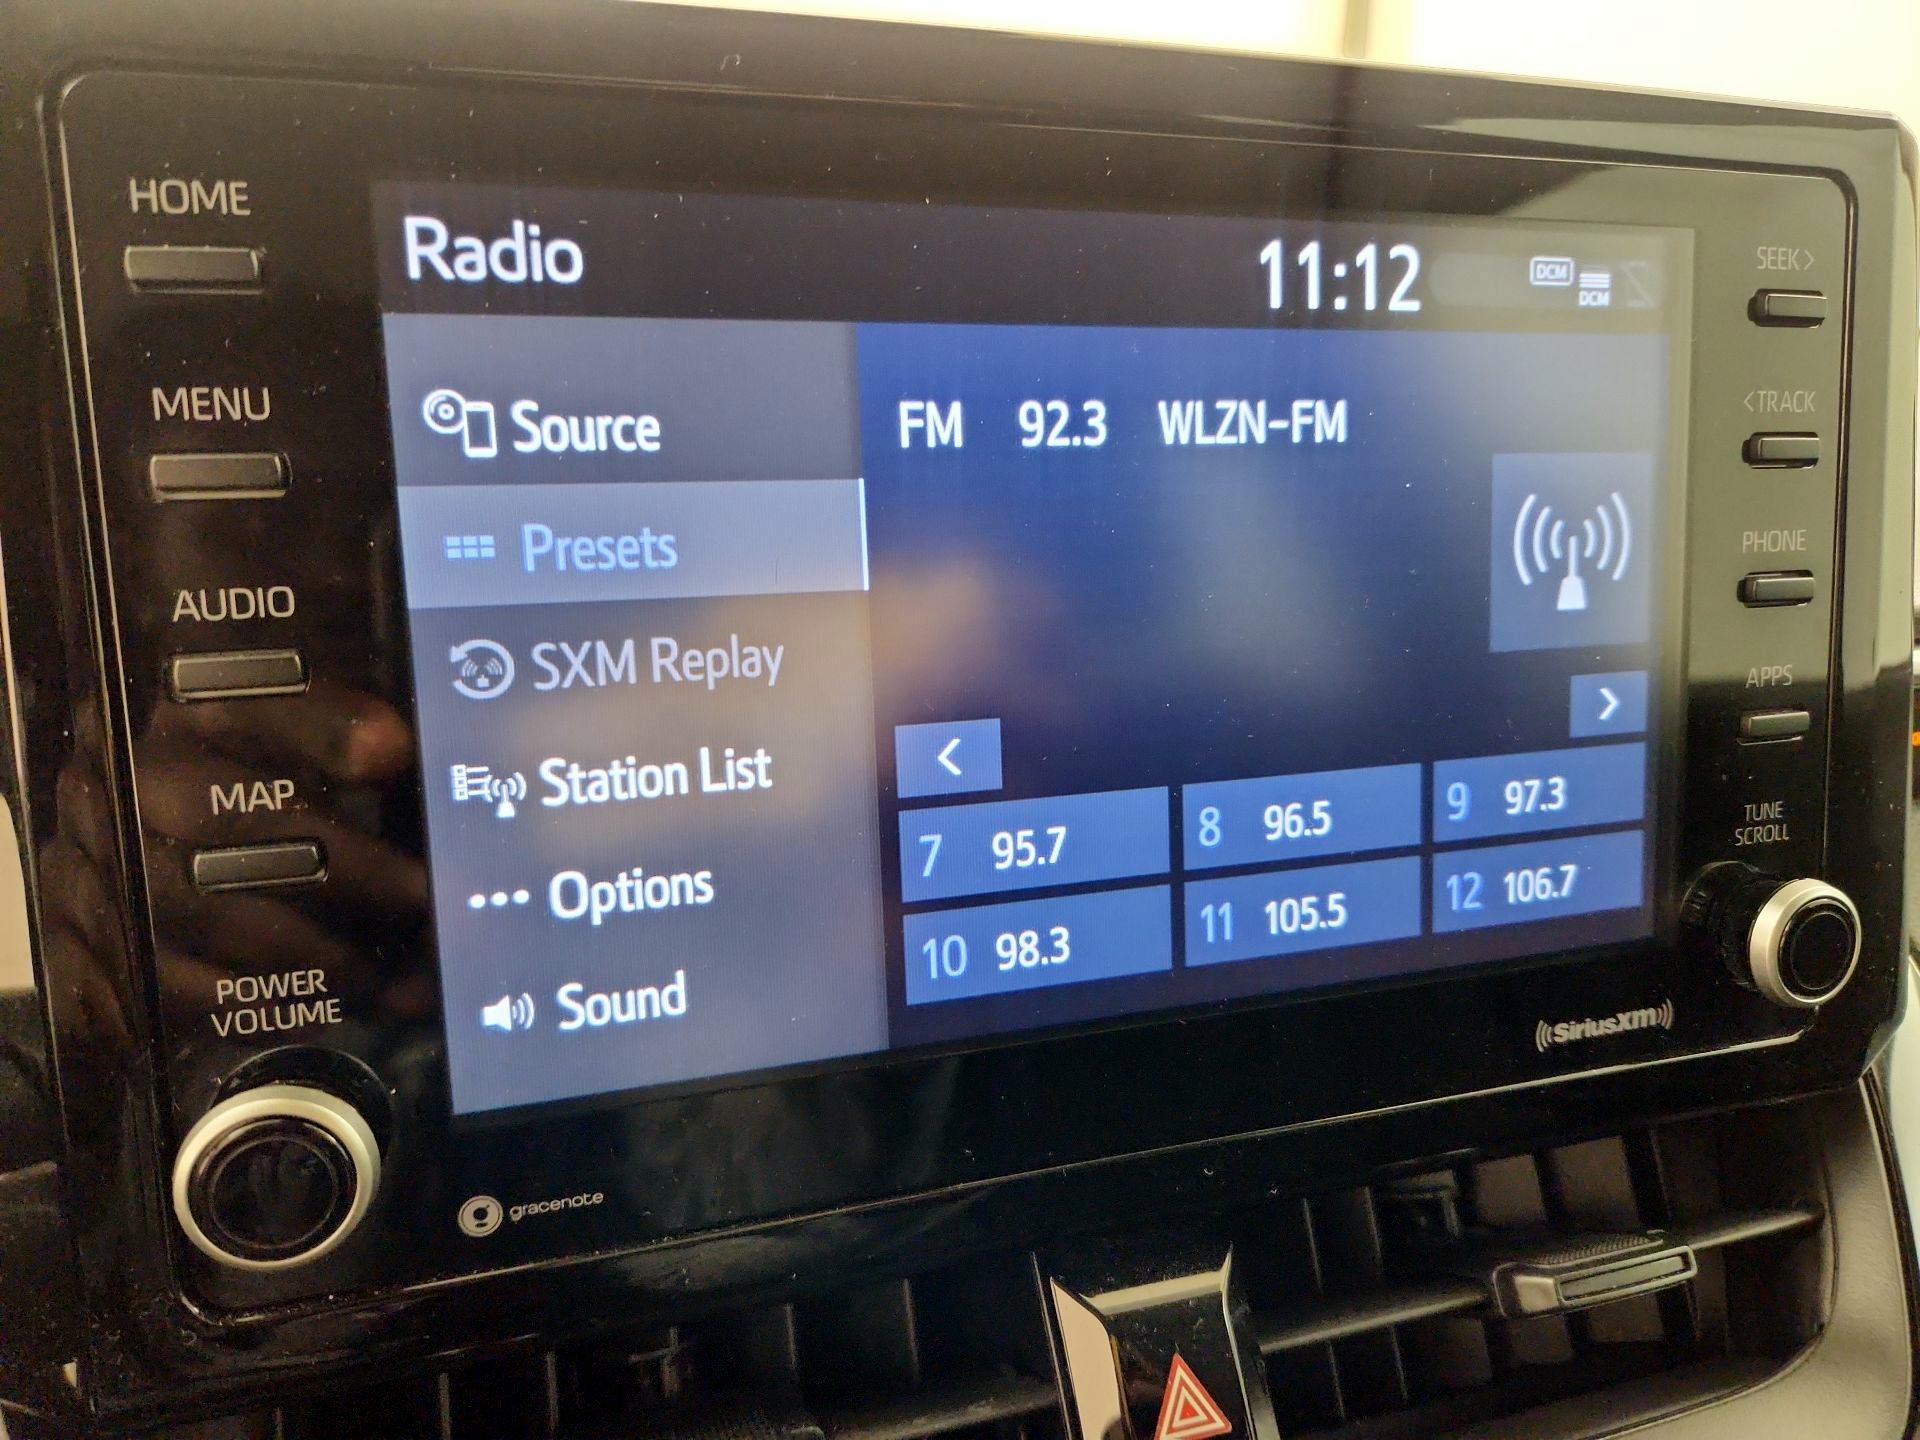 HOME
MENU
AUDIO
MAP
POWER
VOLUME
Radio
11:12
DCM
DCM
Source
Presets
SXM Replay
Station List
Options
Sound
FM 92.3 WLZN-FM
<
>
7 95.7
8 96.5
9 97.3
10 98.3
11 105.5
12 106.7
SEEK>
<TRACK
PHONE
APPS
TUNE
SCROLL
((SiriusXM))
gracenote